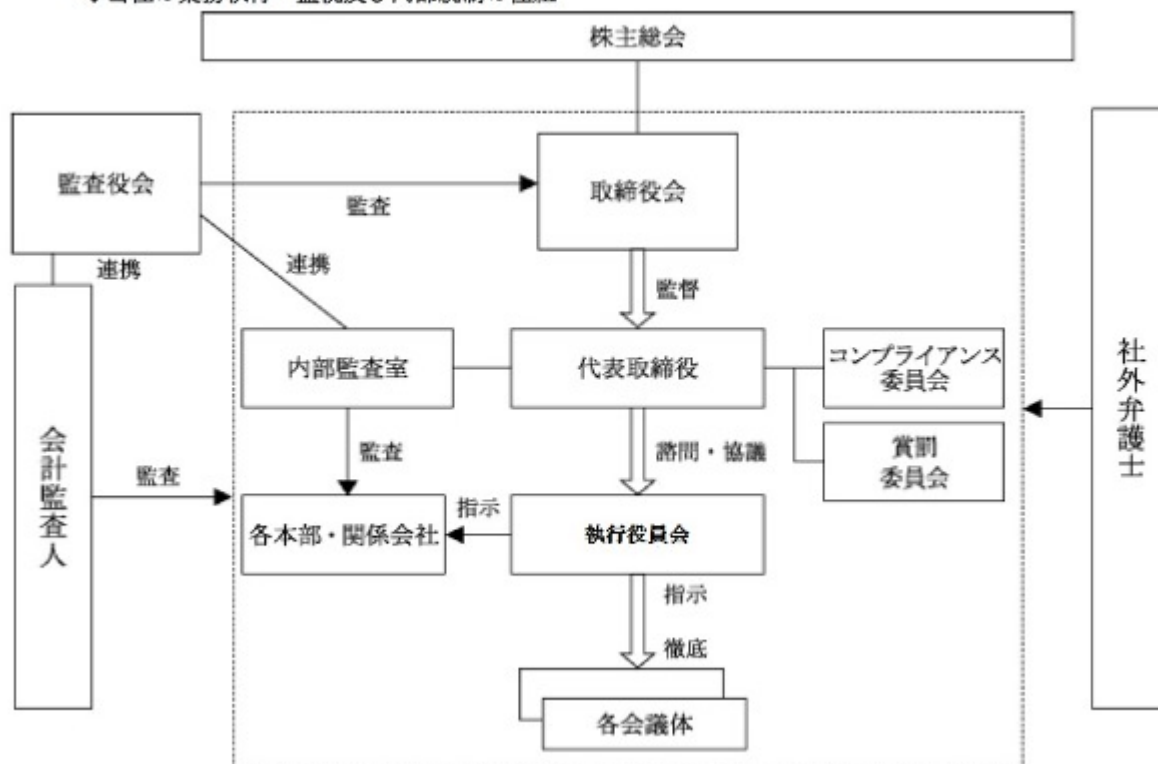 株主総会
監査役会
取締役会
監査
連携
連携
監督
内部監査室
代表取締役
コンプライアンス
委員会
賞罰
委員会
社外弁護士
会計監査人
監査
監査
諮問・協議
各本部・関係会社
指示
執行役員会
指示
徹底
各会議体